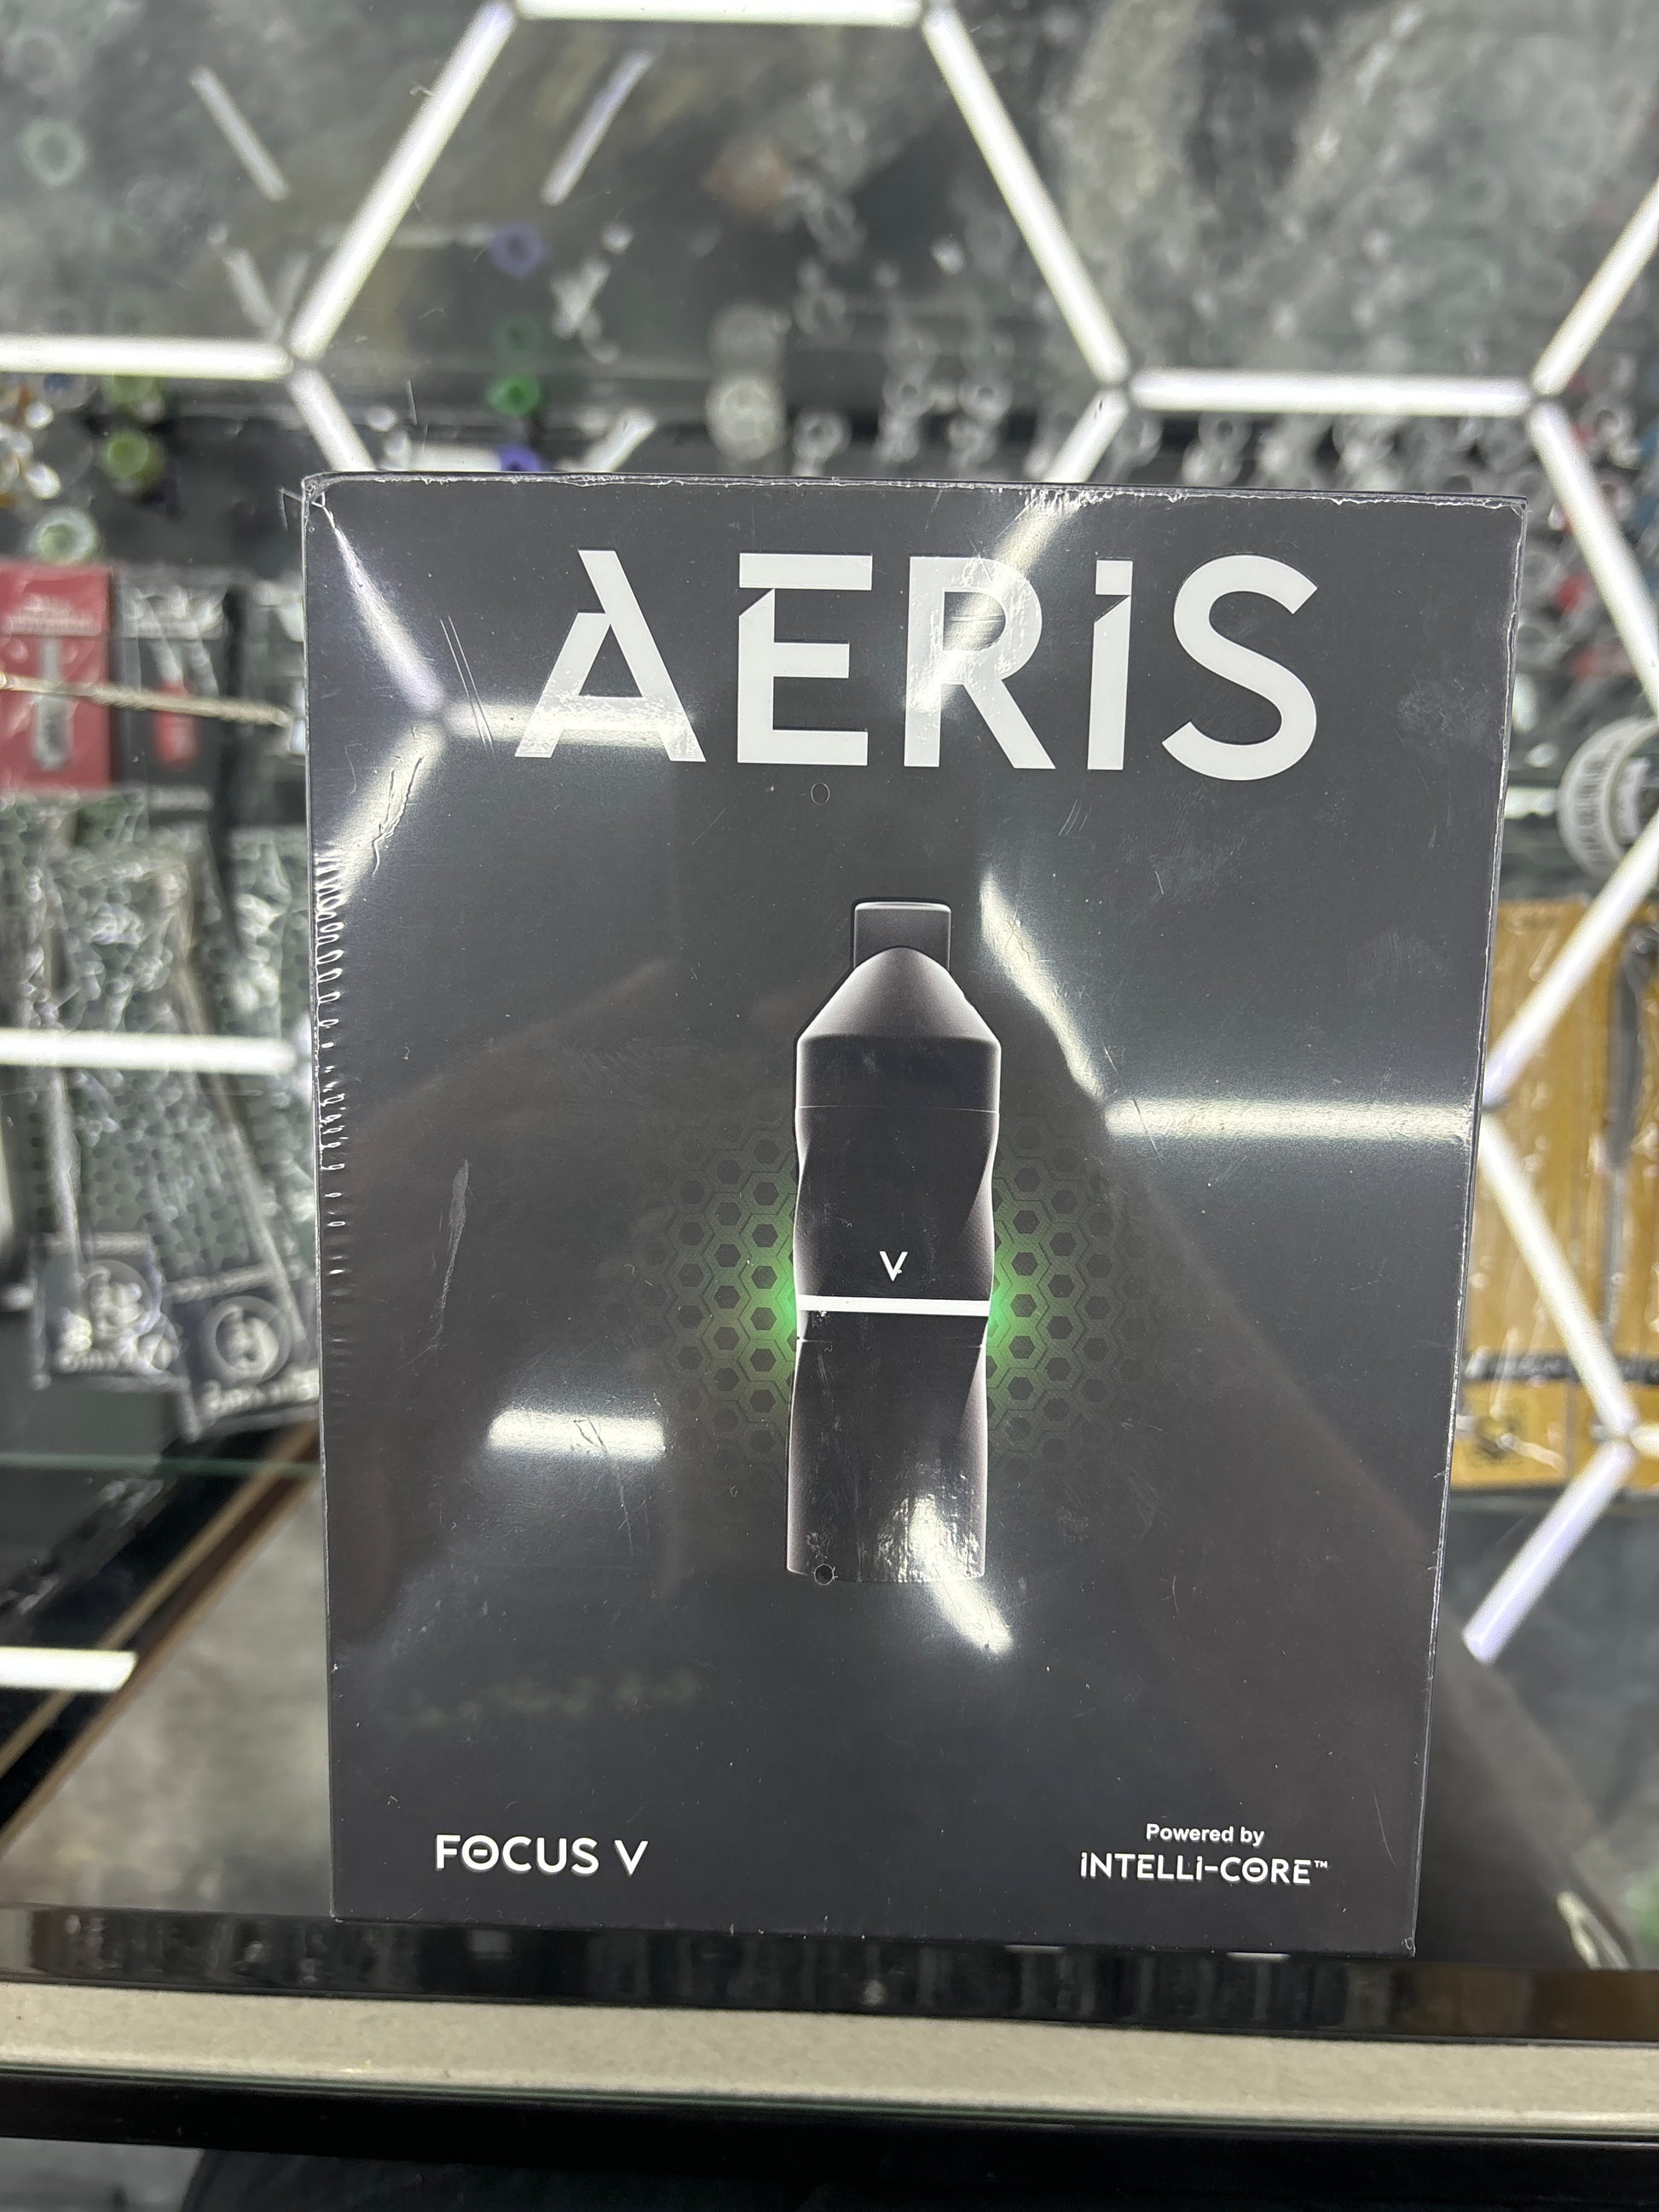 AERiS
V
FOCUS V
Powered by
iNTELLi-CORE™